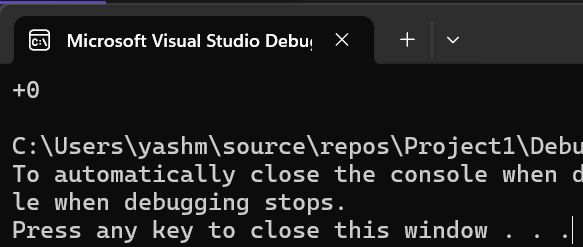 Microsoft Visual Studio Debug
+0
C:\Users\yashm\source\repos\Project1\Debu
To automatically close the console when d
le when debugging stops.
Press any key to close this window . . .